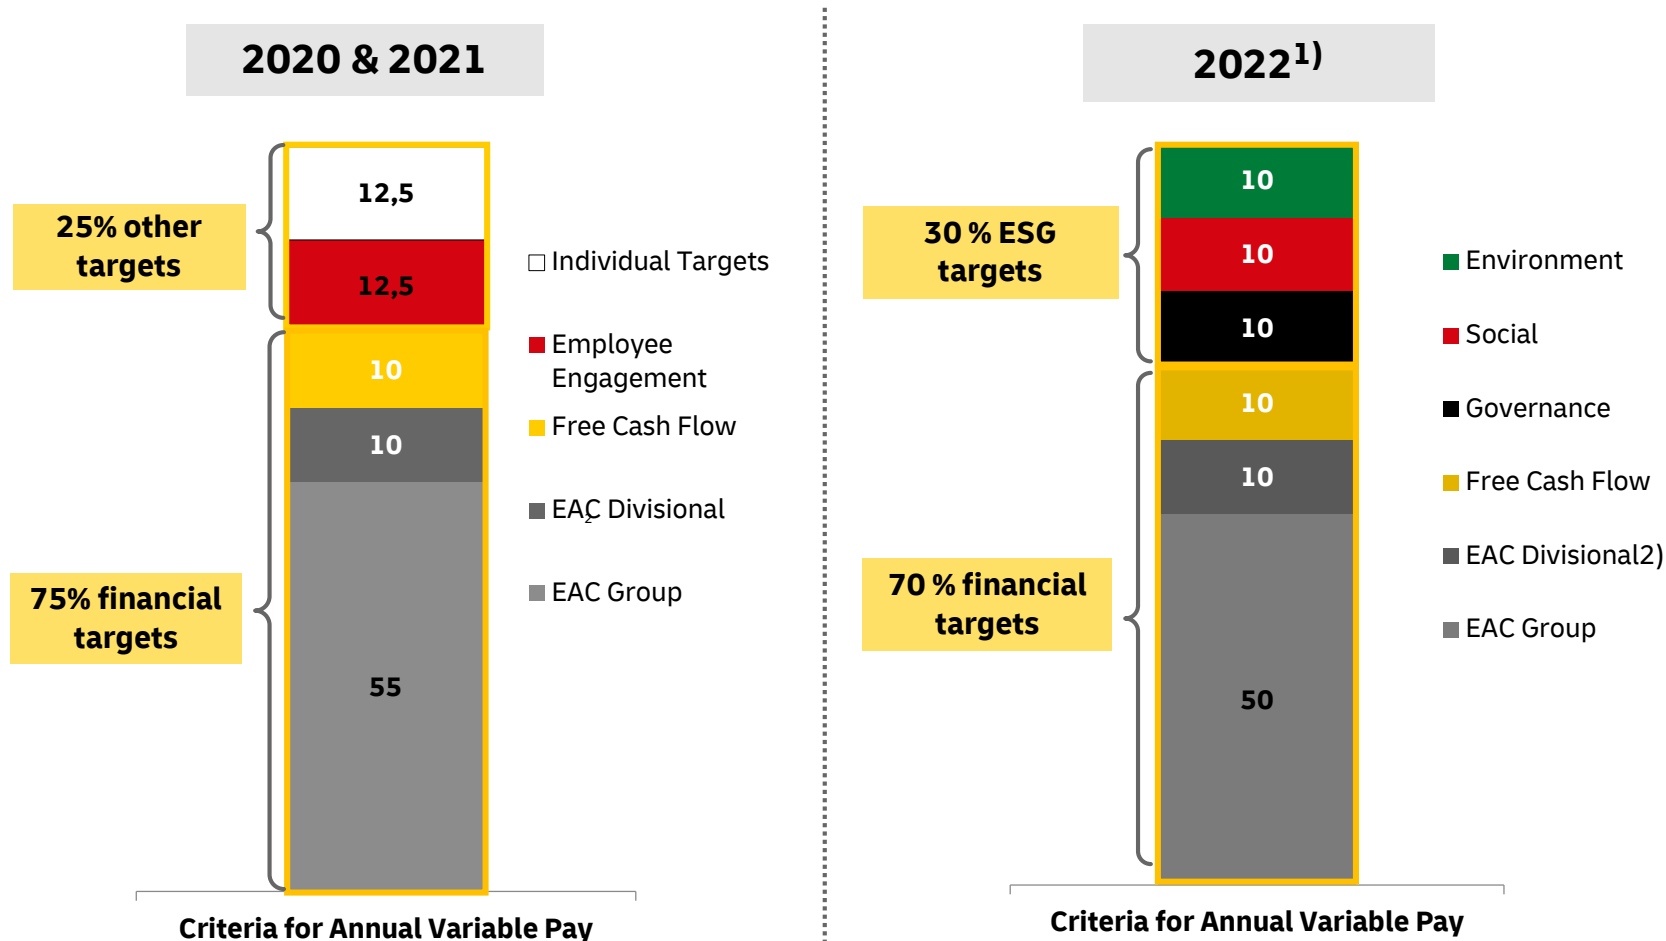 2020 & 2021
12,5
12,5
10
10
55
25% other
targets
75% financial
targets
Individual Targets
Employee
Engagement
Free Cash Flow
EAC Divisional
2
EAC Group
Criteria for Annual Variable Pay
2022¹⁾
10
10
10
10
10
50
30 % ESG
targets
70 % financial
targets
Environment
Social
Governance
Free Cash Flow
EAC Divisional2)
EAC Group
Criteria for Annual Variable Pay